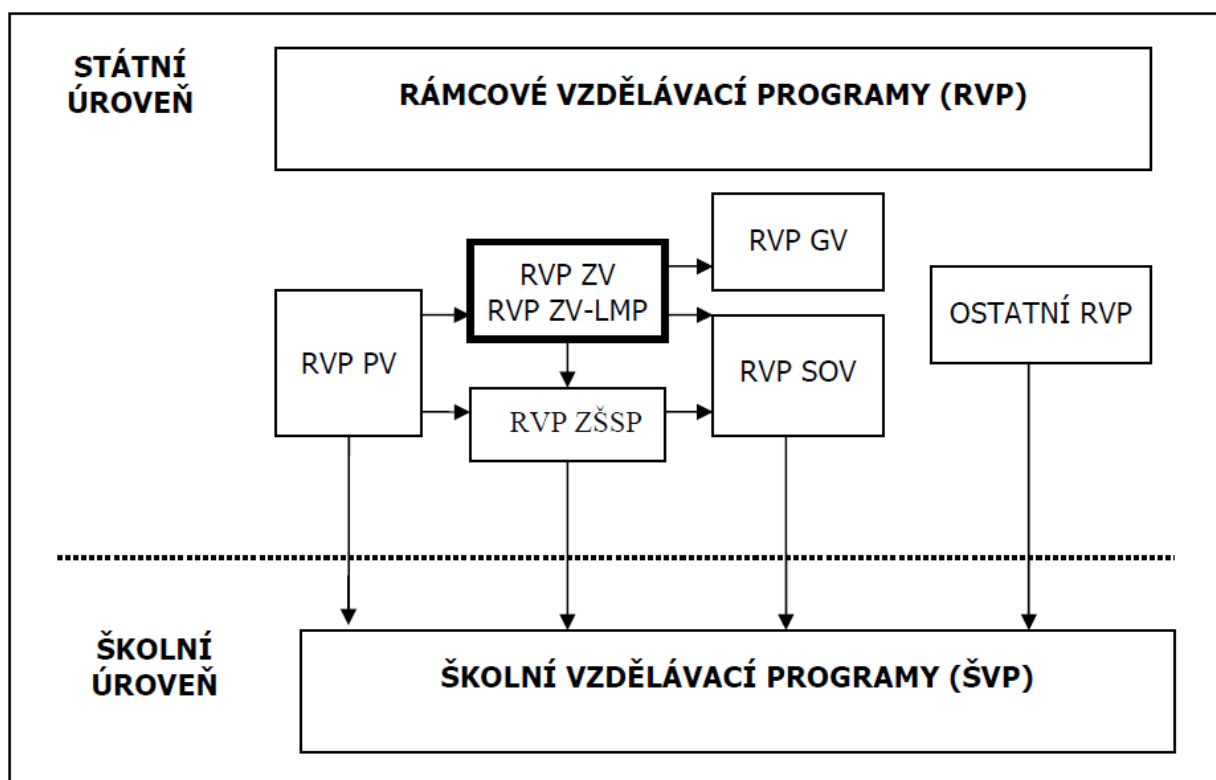 STÁTNÍ
ÚROVEŇ
RÁMCOVÉ VZDĚLÁVACÍ PROGRAMY (RVP)
RVP GV
RVP ZV
RVP ZV-LMP
OSTATNÍ RVP
RVP PV
RVP SOV
RVP ZŠSP
ŠKOLNÍ
ÚROVEŇ
ŠKOLNÍ VZDĚLÁVACÍ PROGRAMY (ŠVP)